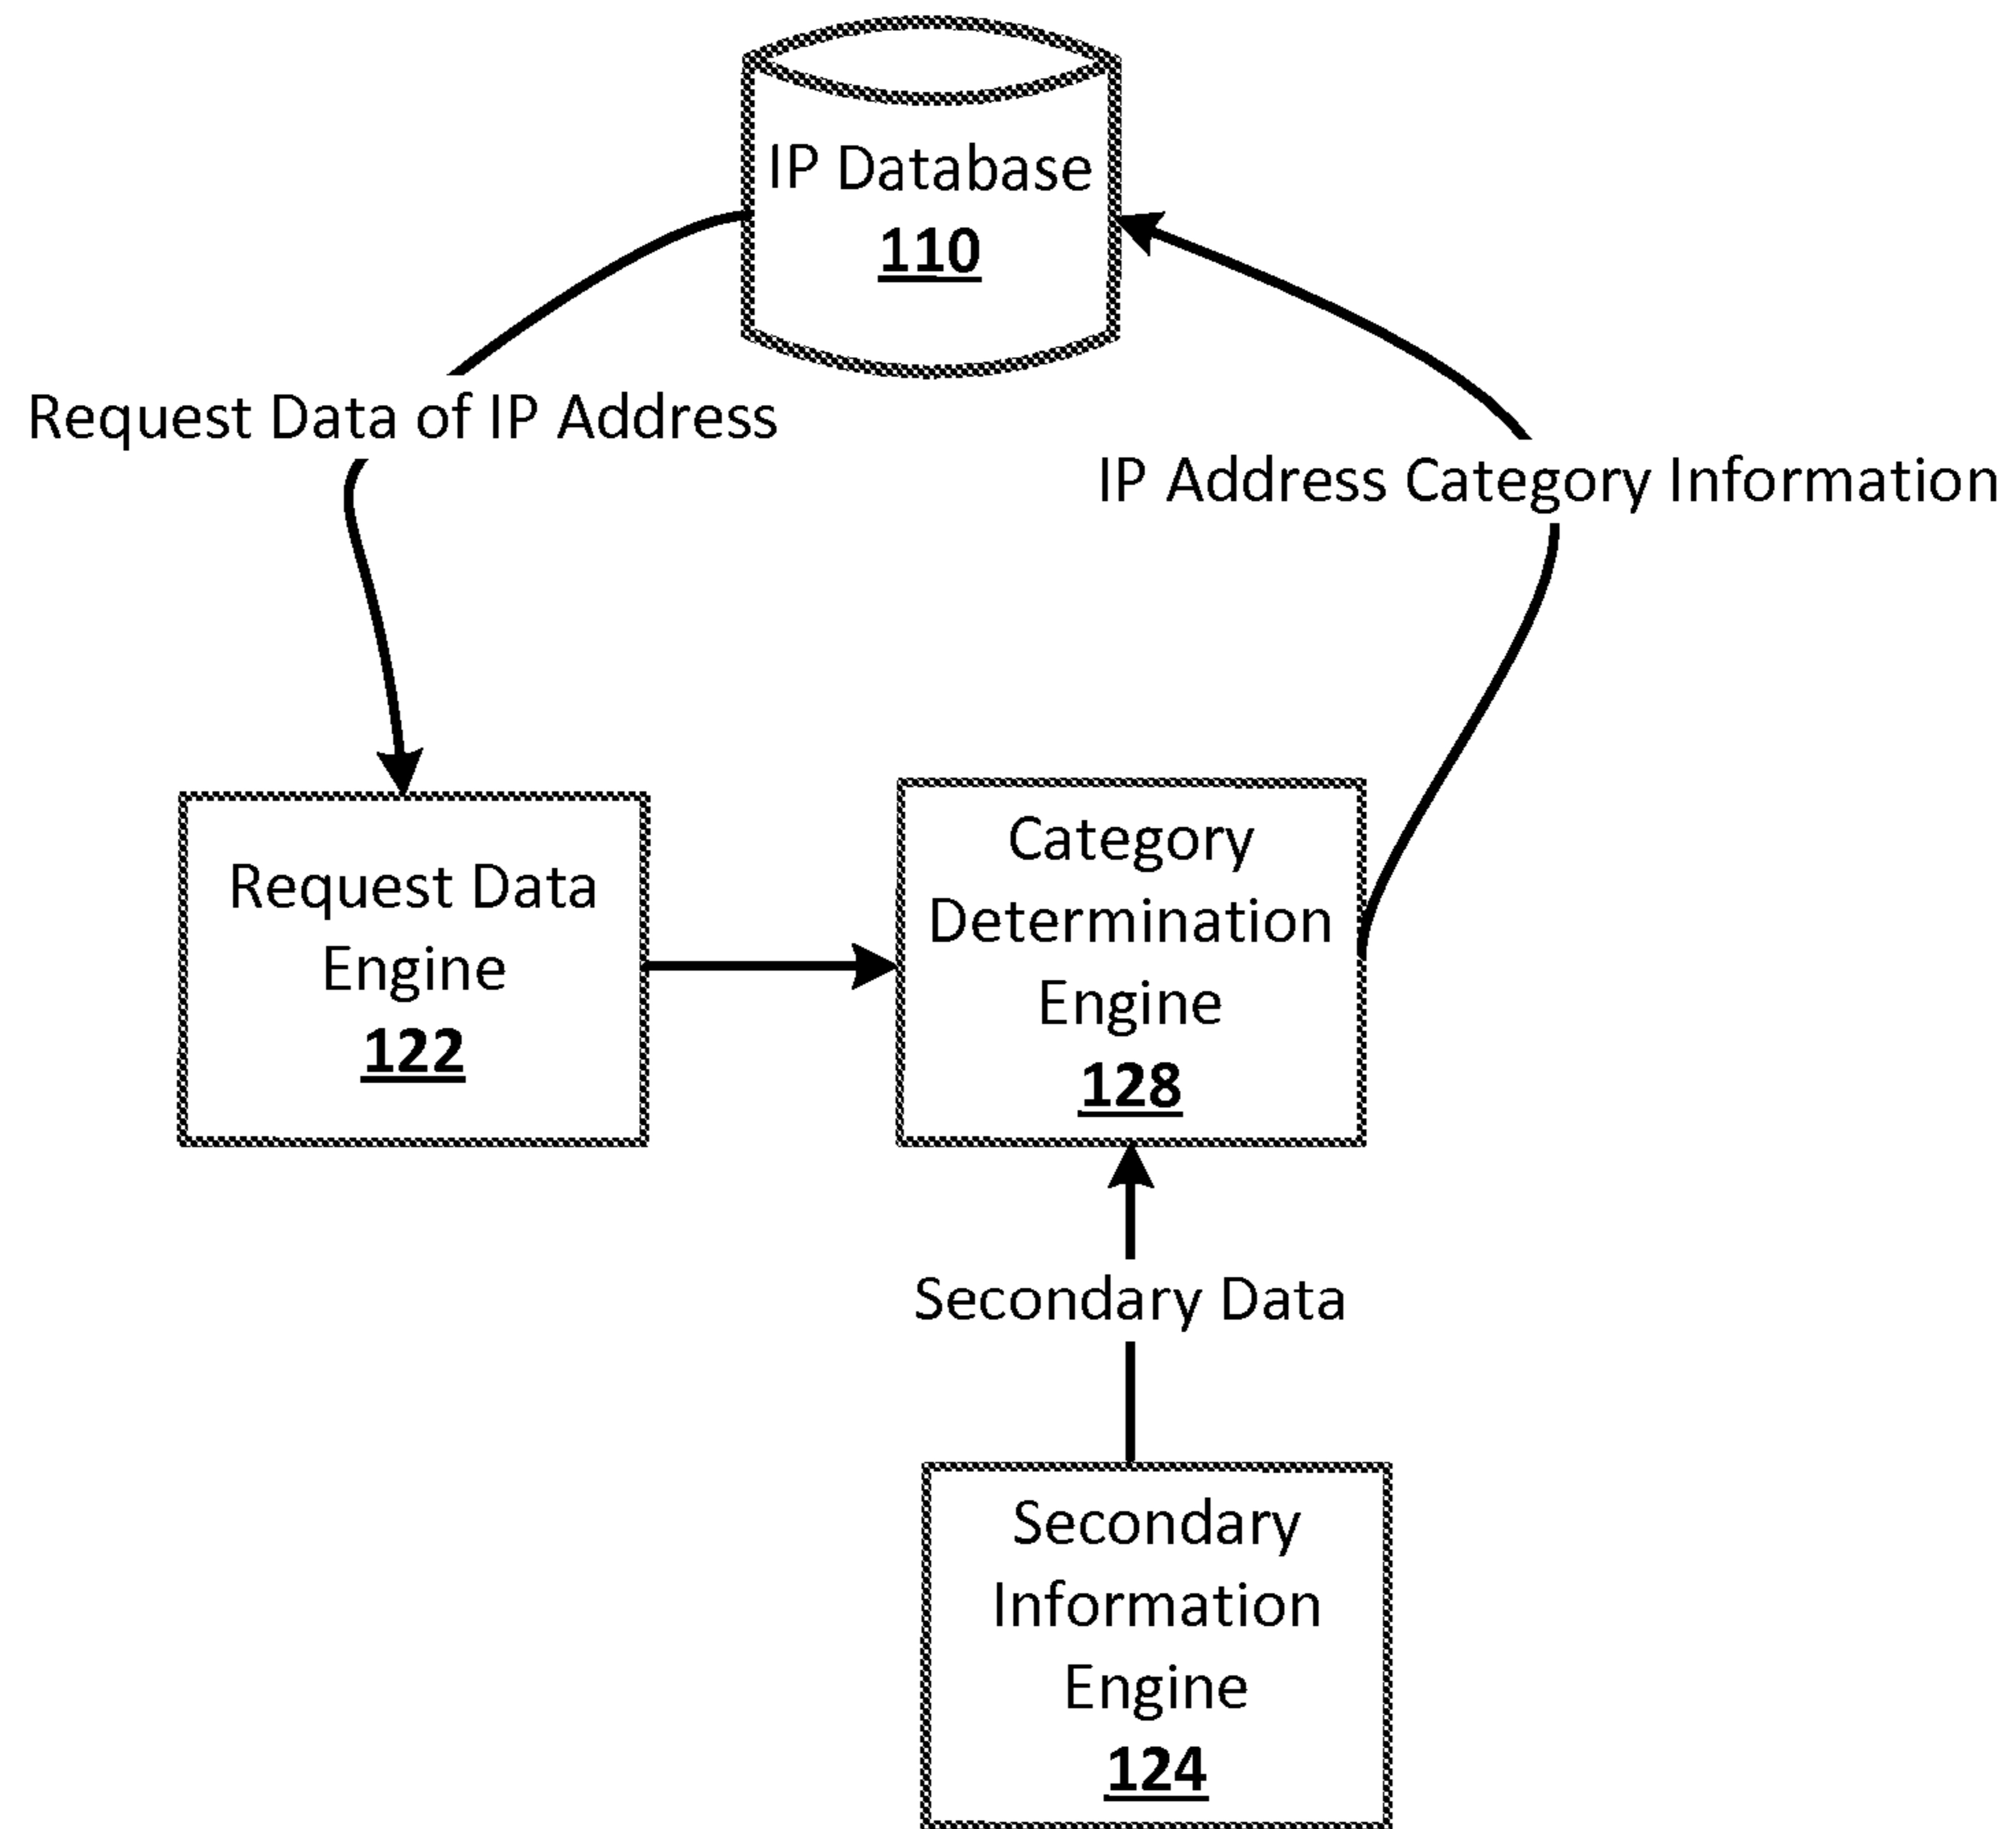 IP Database
110
Request Data of IP Address
IP Address Category Information
Request Data
Engine
122
Category
Determination
Engine
128
Secondary Data
Secondary
Information
Engine
124